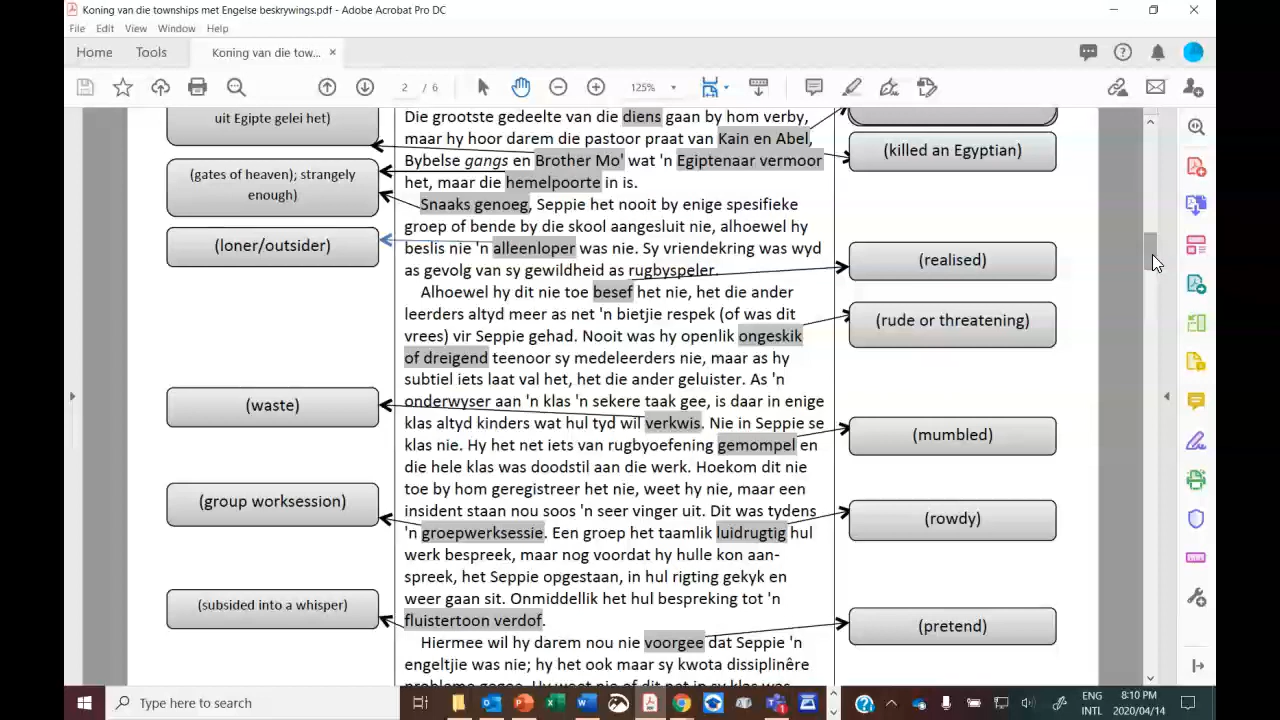 Koning van die townships met Engelse beskrywings.pdf - Adobe Acrobat Pro DC
File Edit View Window Help
Home Tools Koning van die tow... ×
2 / 6 125%
uit Egipte gelei het)
(gates of heaven); strangely
enough)
(loner/outsider)
(waste)
(group worksession)
(subsided into a whisper)
Die grootste gedeelte van die diens gaan by hom verby,
maar hy hoor darem die pastoor praat van Kain en Abel,
Bybelse gangs en Brother Mo' wat 'n Egiptenaar vermoor
het, maar die hemelpoorte in is.
Snaaks genoeg, Seppie het nooit by enige spesifieke
groep of bende by die skool aangesluit nie, alhoewel hy
beslis nie 'n alleenloper was nie. Sy vriendekring was wyd
as gevolg van sy gewildheid as rugbyspeler.
Alhoewel hy dit nie toe besef het nie, het die ander
leerders altyd meer as net 'n bietjie respek (of was dit
vrees) vir Seppie gehad. Nooit was hy openlik ongeskik
of dreigend teenoor sy medeleerders nie, maar as hy
subtiel iets laat val het, het die ander geluister. As 'n
onderwyser aan 'n klas 'n sekere taak gee, is daar in enige
klas altyd kinders wat hul tyd wil verkwis. Nie in Seppie se
klas nie. Hy het net iets van rugbyoefening gemompel en
die hele klas was doodstil aan die werk. Hoekom dit nie
toe by hom geregistreer het nie, weet hy nie, maar een
insident staan nou soos 'n seer vinger uit. Dit was tydens
'n groepwerksessie. Een groep het taamlik luidrugtig hul
werk bespreek, maar nog voordat hy hulle kon aan-
spreek, het Seppie opgestaan, in hul rigting gekyk en
weer gaan sit. Onmiddellik het hul bespreking tot 'n
fluistertoon verdof.
Hiermee wil hy darem nou nie voorgee dat Seppie 'n
engeltjie was nie; hy het ook maar sy kwota dissiplinêre
(killed an Egyptian)
(realised)
(rude or threatening)
(mumbled)
(rowdy)
(pretend)
Type here to search
ENG
INTL
8:10 PM
2020/04/14